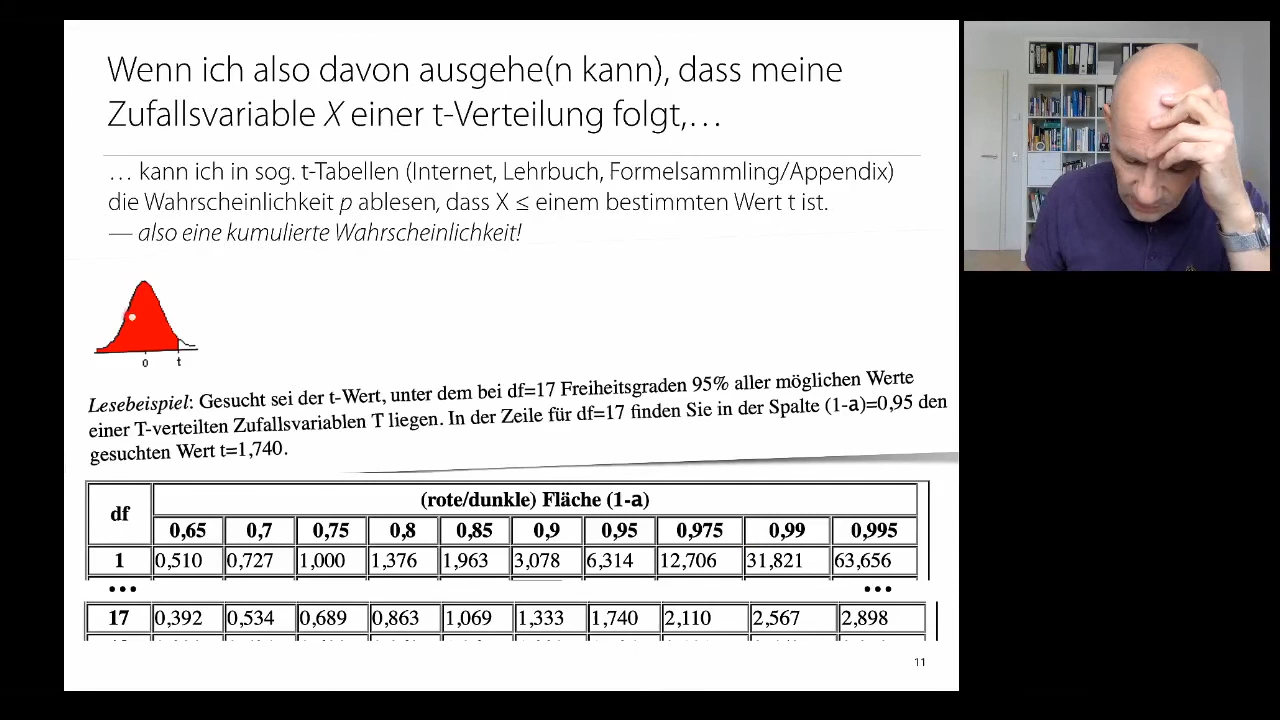 Wenn ich also davon ausgehe(n kann), dass meine
Zufallsvariable X einer t-Verteilung folgt,…
… kann ich in sog. t-Tabellen (Internet, Lehrbuch, Formelsammling/Appendix)
die Wahrscheinlichkeit p ablesen, dass X ≤ einem bestimmten Wert t ist.
— also eine kumulierte Wahrscheinlichkeit!
0 t
Lesebeispiel: Gesucht sei der t-Wert, unter dem bei df=17 Freiheitsgraden 95% aller möglichen Werte
einer T-verteilten Zufallsvariablen T liegen. In der Zeile für df=17 finden Sie in der Spalte (1-a)=0,95 den
gesuchten Wert t=1,740.
df (rote/dunkle) Fläche (1-a)
0,65 0,7 0,75 0,8 0,85 0,9 0,95 0,975 0,99 0,995
1 0,510 0,727 1,000 1,376 1,963 3,078 6,314 12,706 31,821 63,656
… …
17 0,392 0,534 0,689 0,863 1,069 1,333 1,740 2,110 2,567 2,898
11